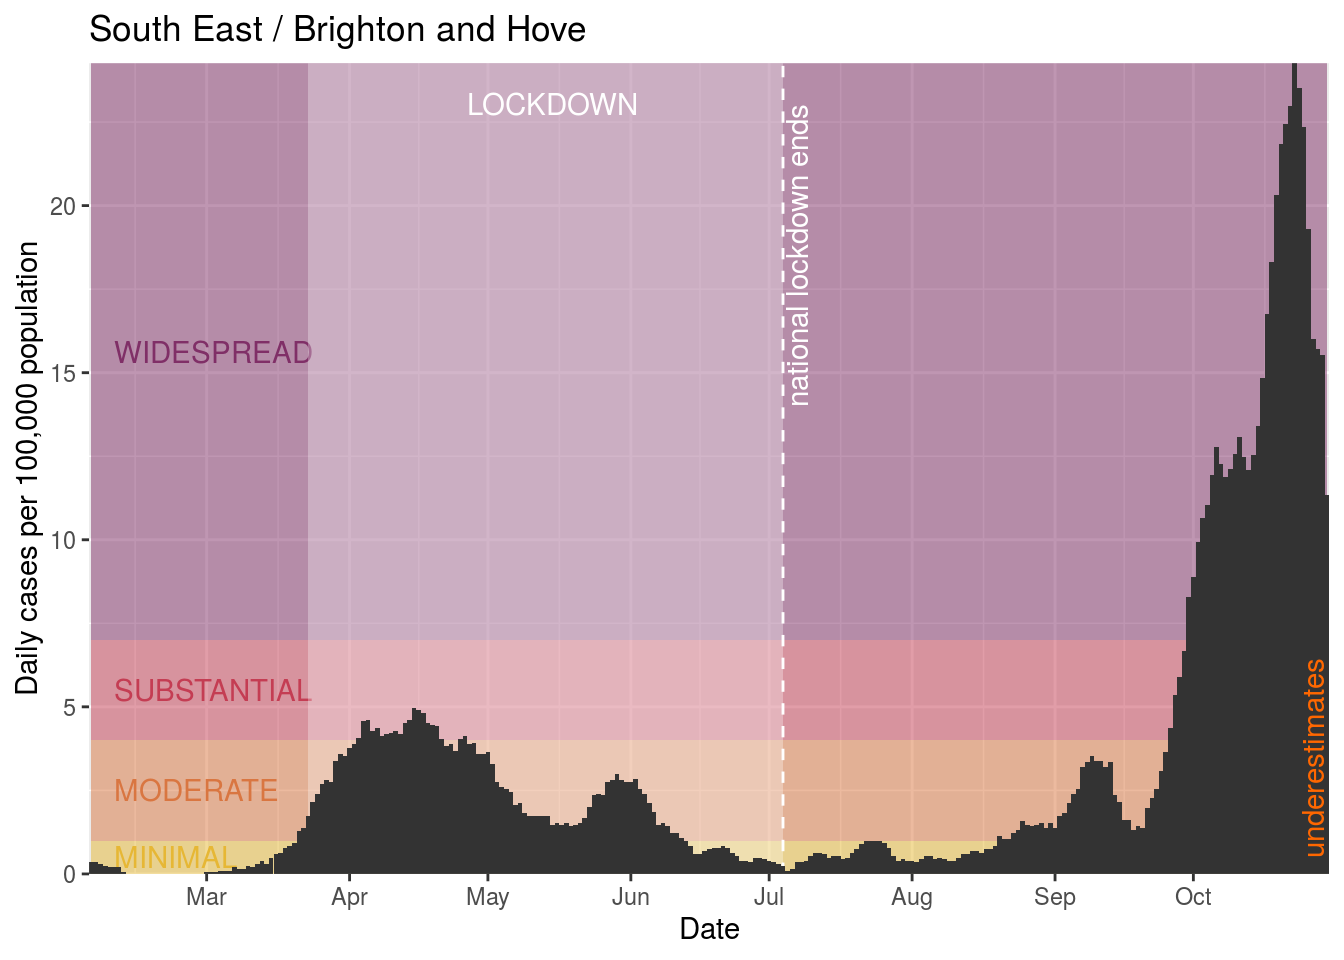 South East / Brighton and Hove
LOCKDOWN
national lockdown ends
WIDESPREAD
SUBSTANTIAL
MODERATE
MINIMAL
underestimates
Daily cases per 100,000 population
20
15
10
5
0
Mar Apr May Jun Jul Aug Sep Oct
Date